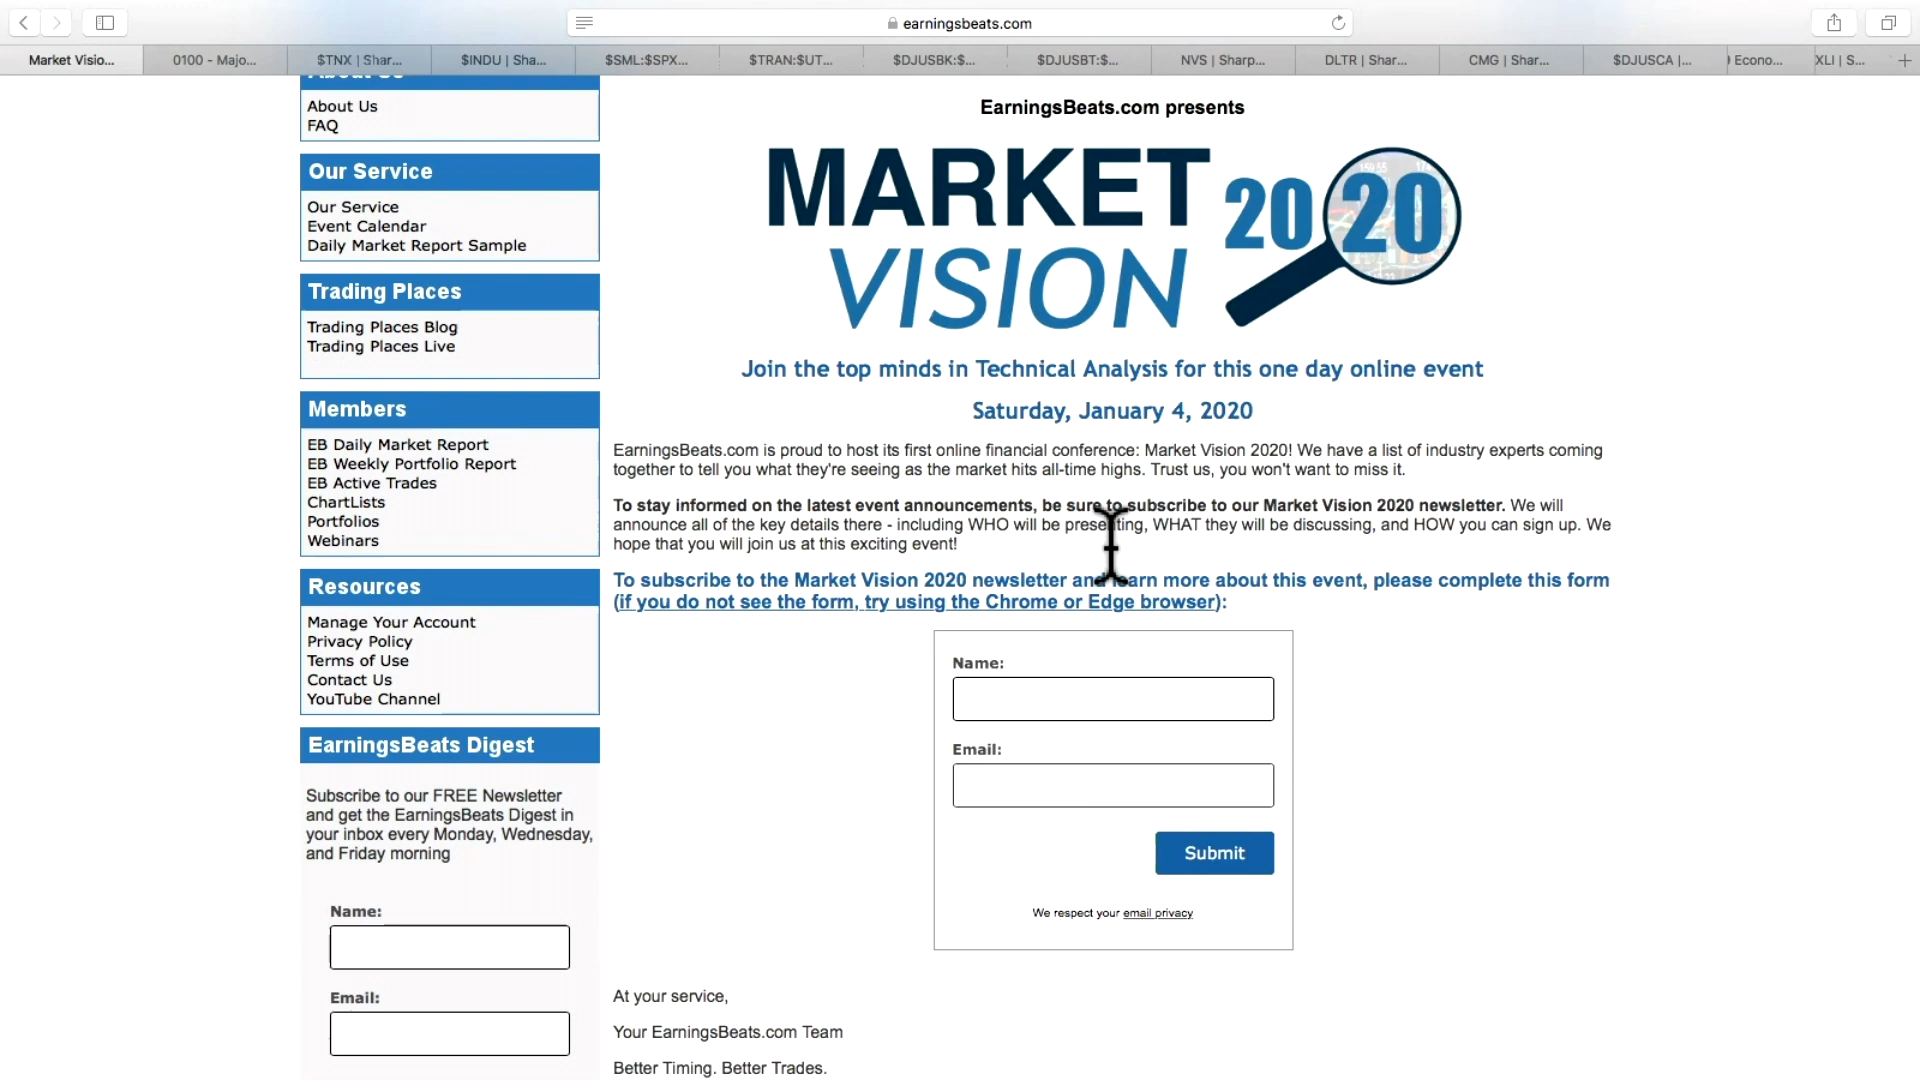 earningsbeats.com
Market Visio...
0100 - Majo...
$TNX | Shar...
$INDU | Sha...
$SML:$SPX...
$TRAN:$UT...
$DJUSBK:$...
$DJUSBT:$...
NVS | Sharp...
DLTR | Shar...
CMG | Shar...
$DJUSCA |...
Econo...
XLI | S...
About Us
About Us
FAQ
Our Service
Our Service
Event Calendar
Daily Market Report Sample
Trading Places
Trading Places Blog
Trading Places Live
Members
EB Daily Market Report
EB Weekly Portfolio Report
EB Active Trades
ChartLists
Portfolios
Webinars
Resources
Manage Your Account
Privacy Policy
Terms of Use
Contact Us
YouTube Channel
EarningsBeats Digest
Subscribe to our FREE Newsletter
and get the EarningsBeats Digest in
your inbox every Monday, Wednesday,
and Friday morning
Name:
Email:
EarningsBeats.com presents
MARKET
VISION
2020
Join the top minds in Technical Analysis for this one day online event
Saturday, January 4, 2020
EarningsBeats.com is proud to host its first online financial conference: Market Vision 2020! We have a list of industry experts coming
together to tell you what they're seeing as the market hits all-time highs. Trust us, you won't want to miss it.
To stay informed on the latest event announcements, be sure to subscribe to our Market Vision 2020 newsletter. We will
announce all of the key details there - including WHO will be presenting, WHAT they will be discussing, and HOW you can sign up. We
hope that you will join us at this exciting event!
To subscribe to the Market Vision 2020 newsletter and learn more about this event, please complete this form
(if you do not see the form, try using the Chrome or Edge browser):
Name:
Email:
Submit
We respect your email privacy
At your service,
Your EarningsBeats.com Team
Better Timing. Better Trades.